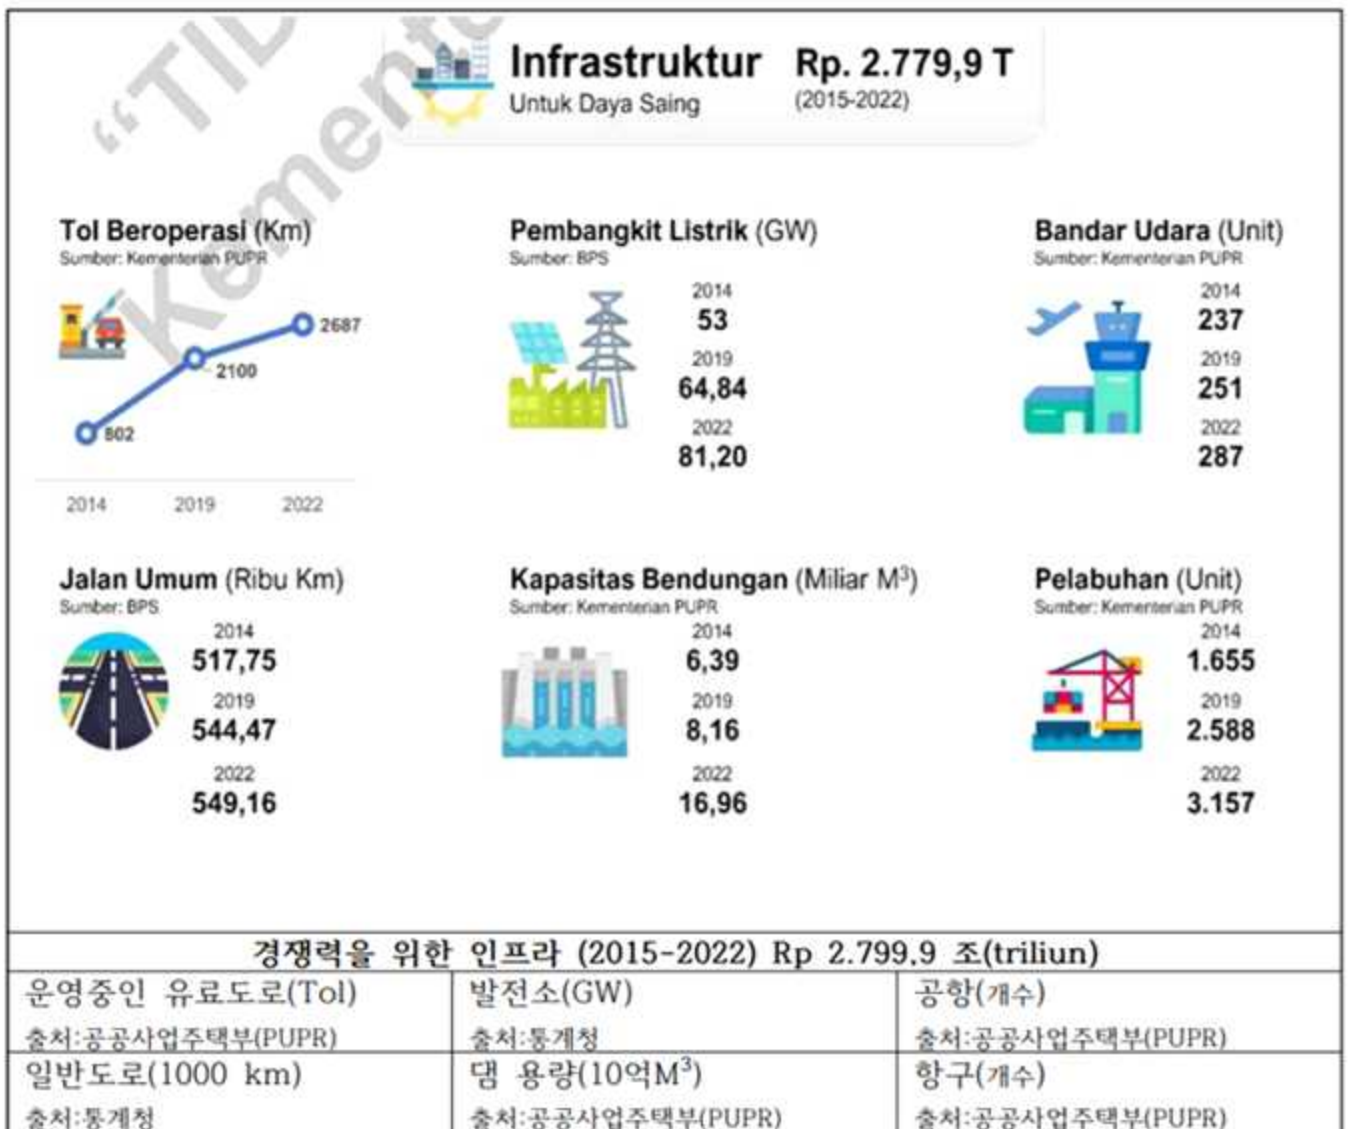 "TID
Kemente
Infrastruktur Rp. 2.779,9 T
Untuk Daya Saing (2015-2022)
Tol Beroperasi (Km)
Sumber: Kementerian PUPR
2687
2100
802
2014 2019 2022
Pembangkit Listrik (GW)
Sumber: BPS
2014
53
2019
64,84
2022
81,20
Bandar Udara (Unit)
Sumber: Kementerian PUPR
2014
237
2019
251
2022
287
Jalan Umum (Ribu Km)
Sumber: BPS
2014
517,75
2019
544,47
2022
549,16
Kapasitas Bendungan (Miliar M³)
Sumber: Kementerian PUPR
2014
6,39
2019
8,16
2022
16,96
Pelabuhan (Unit)
Sumber: Kementerian PUPR
2014
1.655
2019
2.588
2022
3.157
경쟁력을 위한 인프라 (2015-2022) Rp 2.799,9 조(triliun)
운영중인 유료도로(Tol)
출처:공공사업주택부(PUPR)
발전소(GW)
출처:통계청
공항(개수)
출처:공공사업주택부(PUPR)
일반도로(1000 km)
출처:통계청
댐 용량(10억M³)
출처:공공사업주택부(PUPR)
항구(개수)
출처:공공사업주택부(PUPR)